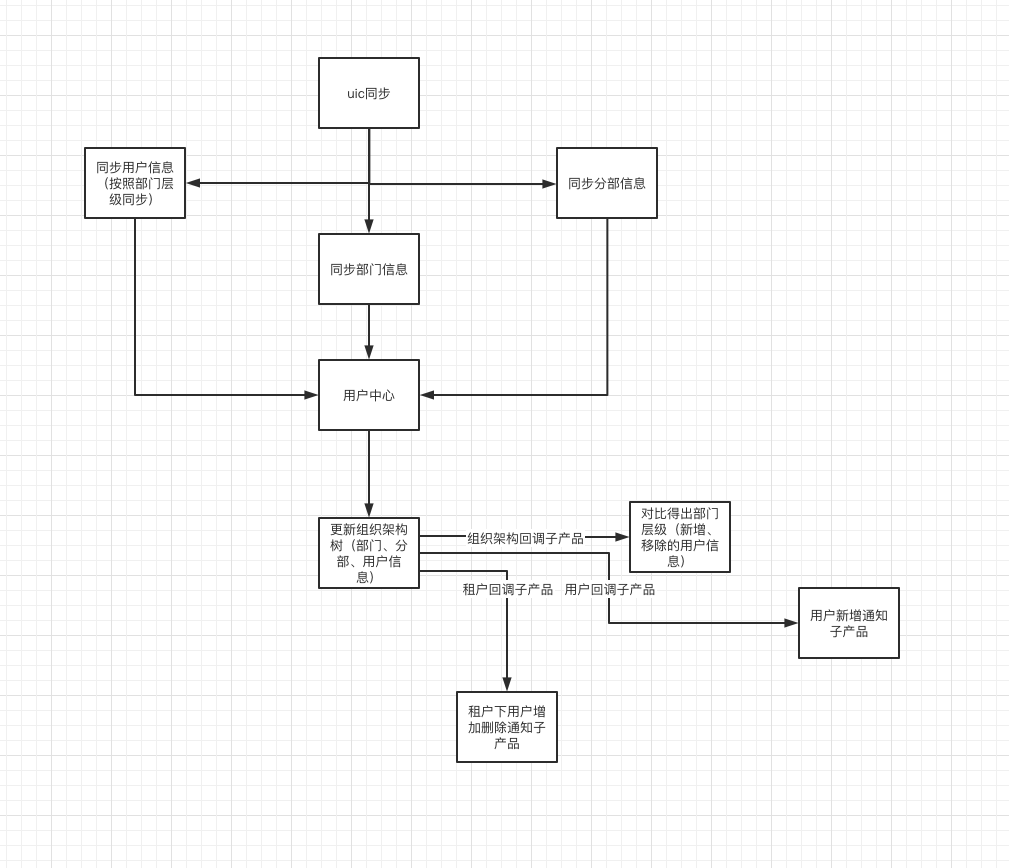 uic同步
同步用户信息
（按照部门层
级同步）
同步分部信息
同步部门信息
用户中心
更新组织架构
树（部门、分
部、用户信
息）
组织架构回调子产品
对比得出部门
层级（新增、
移除的用户信
息）
租户回调子产品
用户回调子产品
用户新增通知
子产品
租户下用户增
加删除通知子
产品